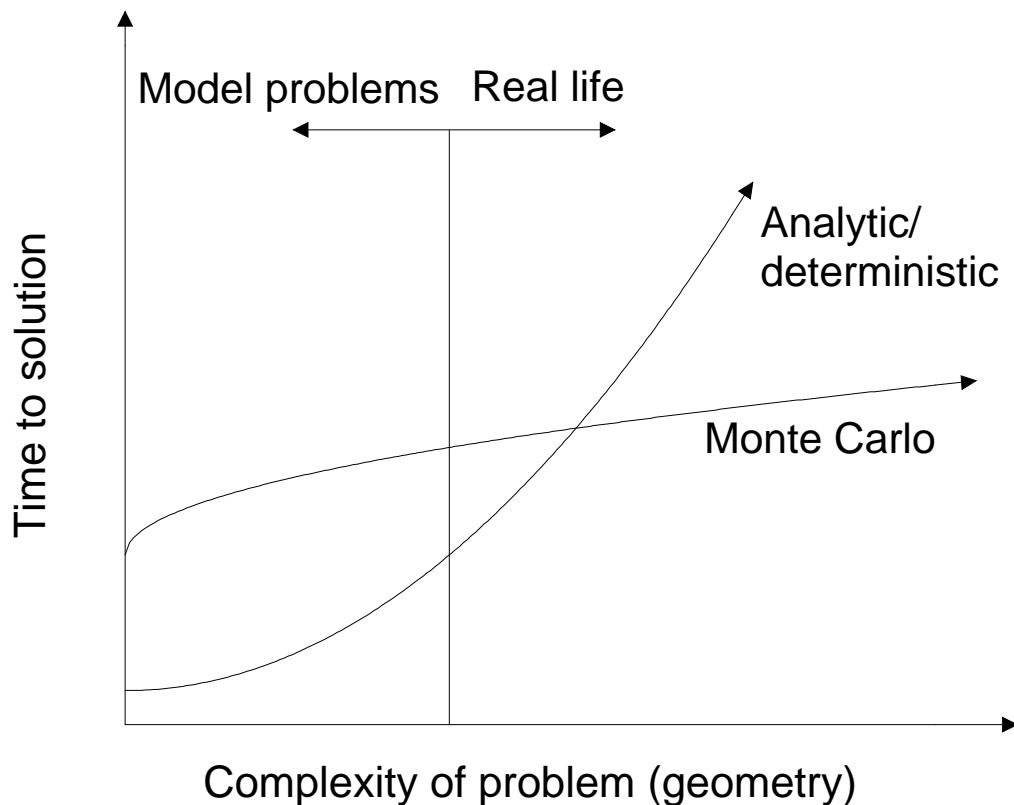 Model problems
Real life
Analytic/
deterministic
Monte Carlo
Time to solution
Complexity of problem (geometry)